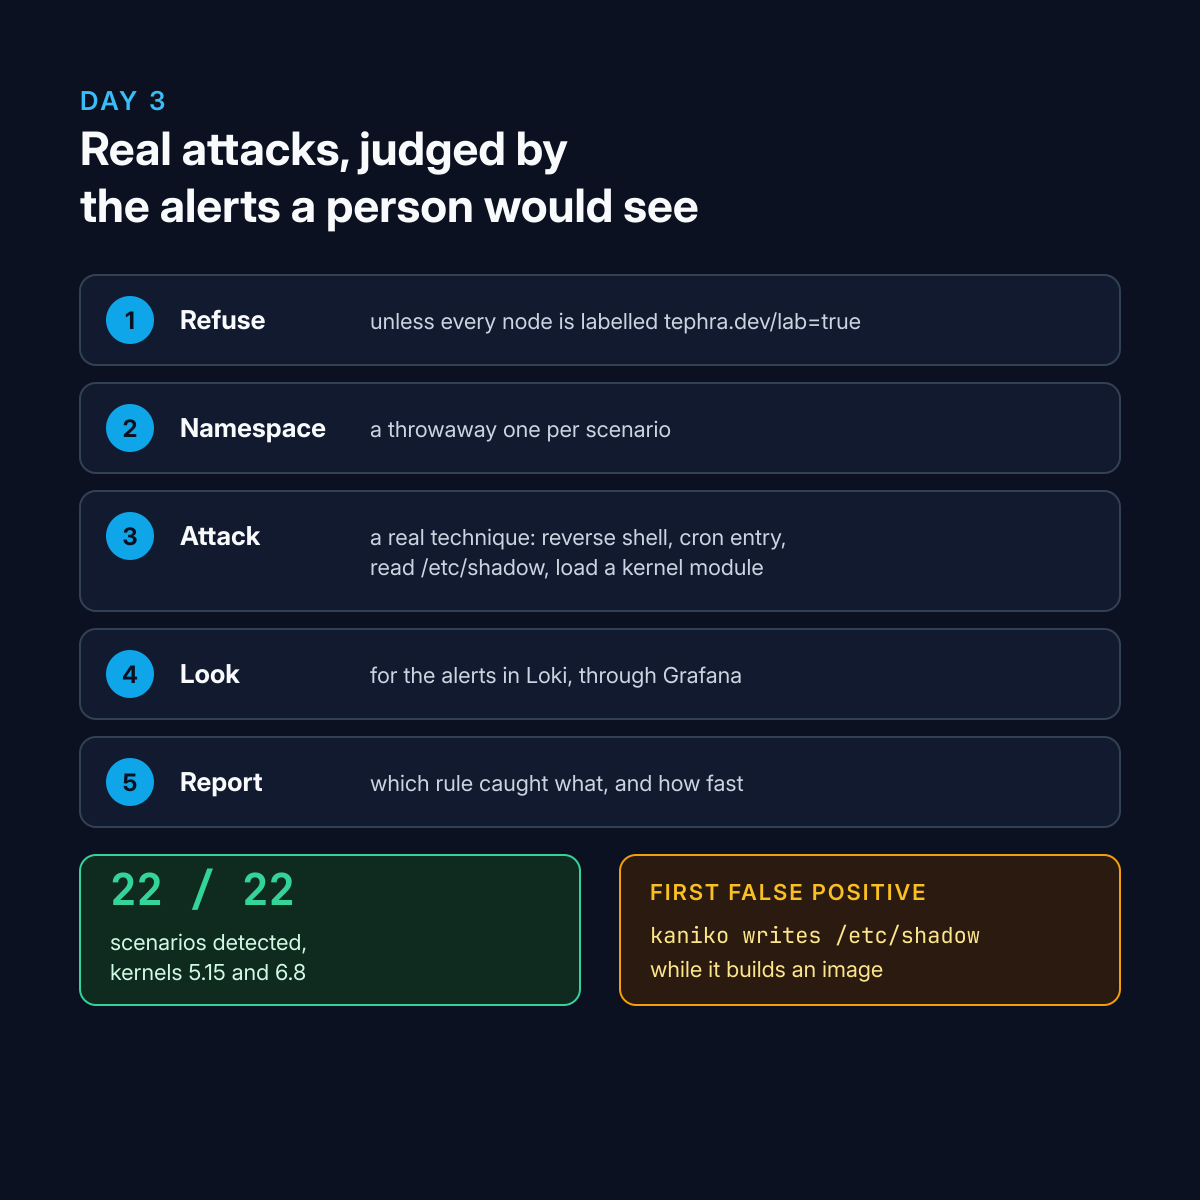 DAY 3
Real attacks, judged by
the alerts a person would see
1 Refuse unless every node is labelled tephra.dev/lab=true
2 Namespace a throwaway one per scenario
3 Attack a real technique: reverse shell, cron entry,
read /etc/shadow, load a kernel module
4 Look for the alerts in Loki, through Grafana
5 Report which rule caught what, and how fast
22 / 22
scenarios detected,
kernels 5.15 and 6.8
FIRST FALSE POSITIVE
kaniko writes /etc/shadow
while it builds an image